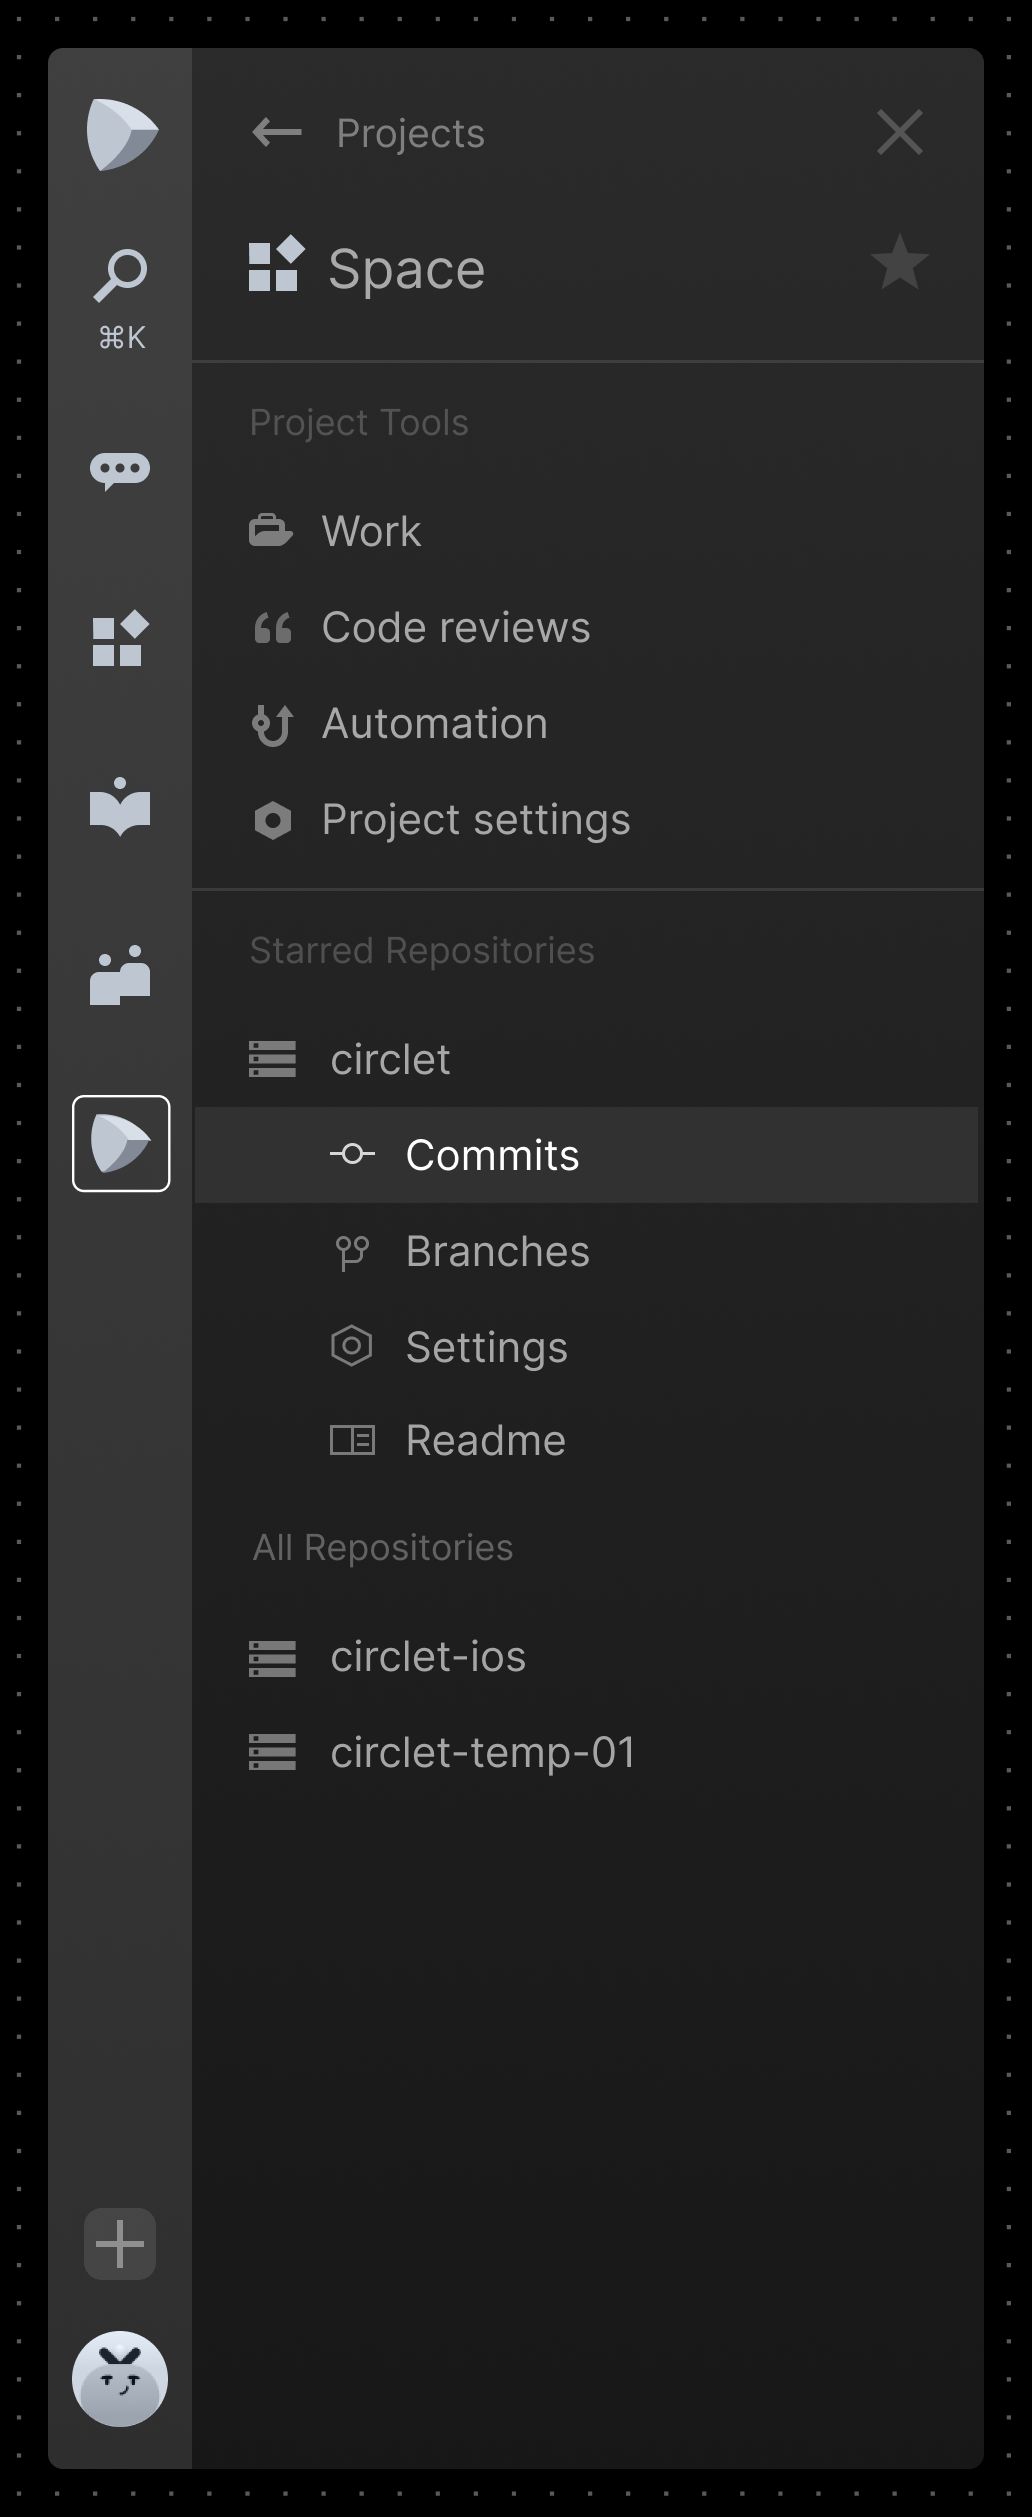 Projects
Space
⌘K
Project Tools
Work
Code reviews
Automation
Project settings
Starred Repositories
circlet
Commits
Branches
Settings
Readme
All Repositories
circlet-ios
circlet-temp-01